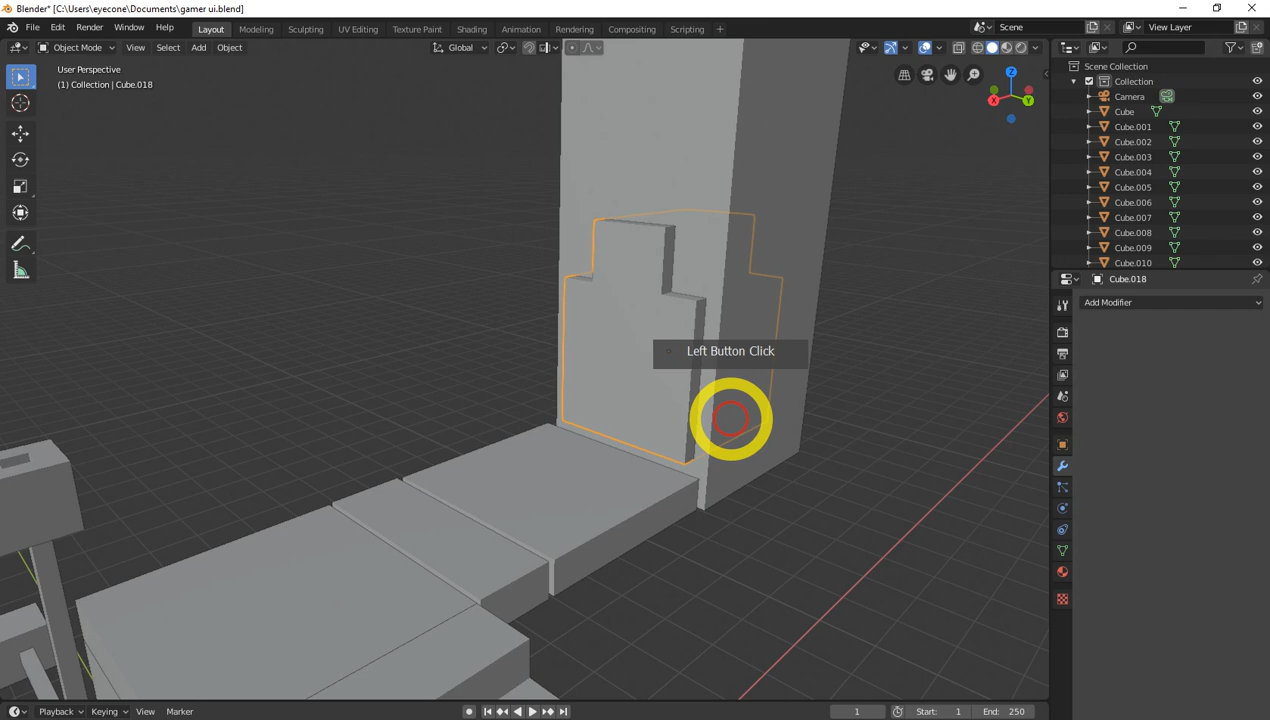 Blender* [C:\Users\eyecone\Documents\gamer ui.blend]
File Edit Render Window Help Layout Modeling Sculpting UV Editing Texture Paint Shading Animation Rendering Compositing Scripting + Scene View Layer
Object Mode View Select Add Object Global
User Perspective
(1) Collection | Cube.018
Z
X
Y
Left Button Click
Scene Collection
Collection
Camera
Cube
Cube.001
Cube.002
Cube.003
Cube.004
Cube.005
Cube.006
Cube.007
Cube.008
Cube.009
Cube.010
Cube.018
Add Modifier
Playback Keying View Marker 1 Start: 1 End: 250